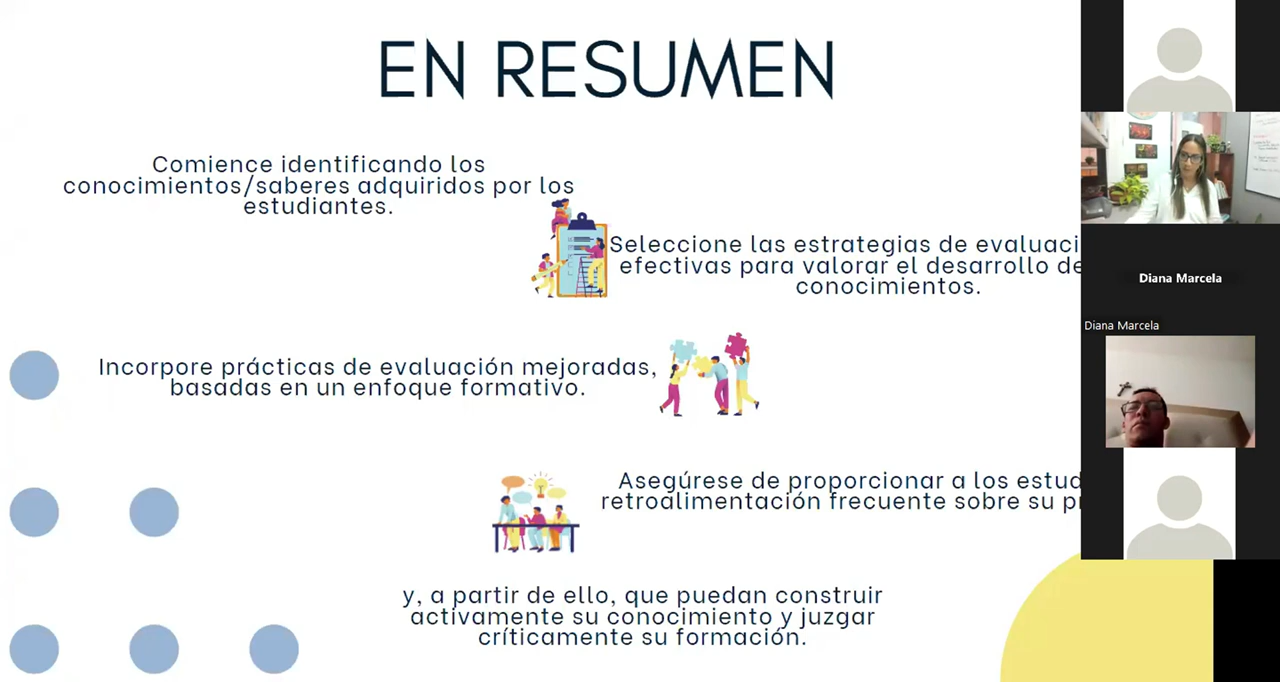 EN RESUMEN
Comience identificando los
conocimientos/saberes adquiridos por los
estudiantes.
Seleccione las estrategias de
efectivas para valorar el desarrollo
conocimientos.
Incorpore prácticas de evaluación mejoradas,
basadas en un enfoque formativo.
Asegúrese de proporcionar a los
retroalimentación frecuente sobre su
y, a partir de ello, que puedan construir
activamente su conocimiento y juzgar
críticamente su formación.
Diana Marcela
Diana Marcela